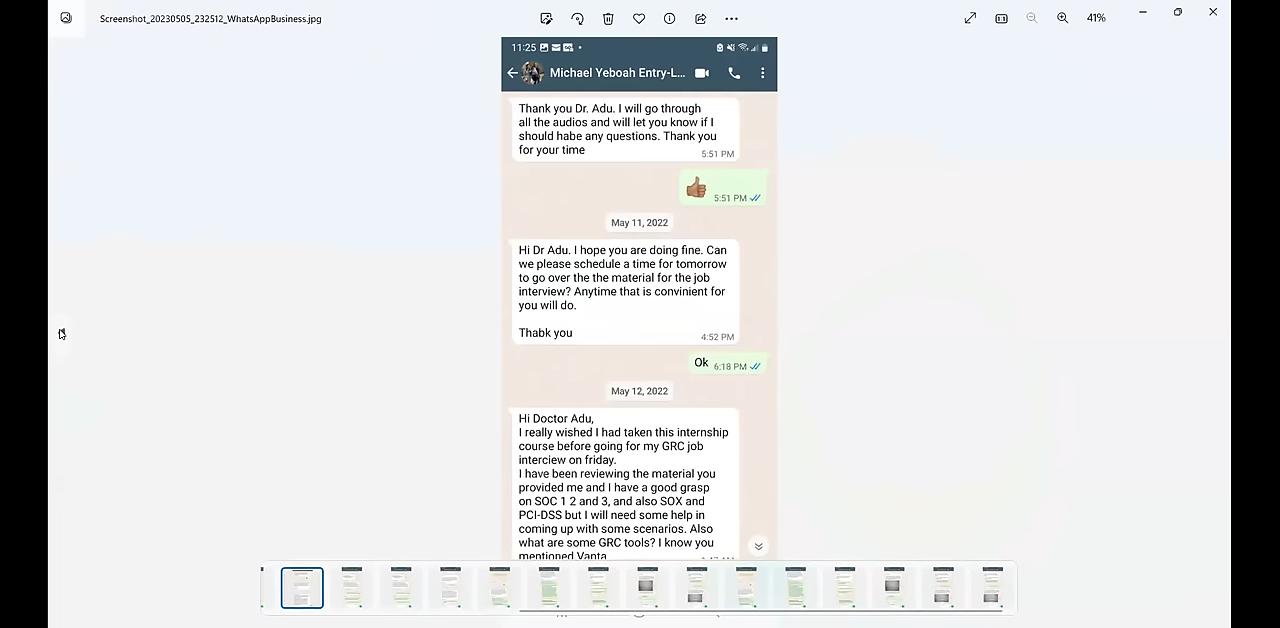 Screenshot_20230505_232512_WhatsAppBusiness.jpg
41%
11:25
Michael Yeboah Entry-L...
Thank you Dr. Adu. I will go through
all the audios and will let you know if I
should habe any questions. Thank you
for your time
5:51 PM
5:51 PM
May 11, 2022
Hi Dr Adu. I hope you are doing fine. Can
we please schedule a time for tomorrow
to go over the the material for the job
interview? Anytime that is convinient for
you will do.
Thabk you
4:52 PM
Ok 6:18 PM
May 12, 2022
Hi Doctor Adu,
I really wished I had taken this internship
course before going for my GRC job
interview on friday.
I have been reviewing the material you
provided me and I have a good grasp
on SOC 1 2 and 3, and also SOX and
PCI-DSS but I will need some help in
coming up with some scenarios. Also
what are some GRC tools? I know you
mentioned Vanta